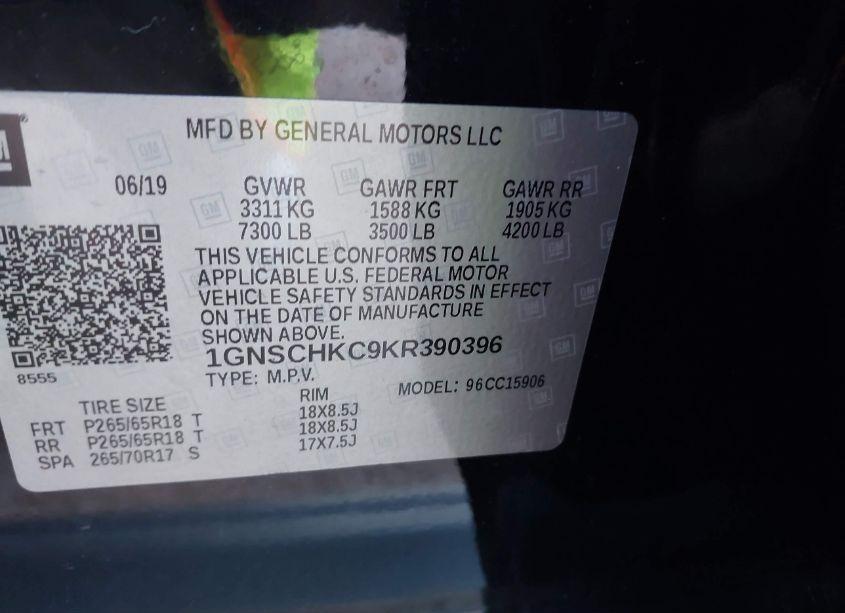 GM
MFD BY GENERAL MOTORS LLC
06/19 GVWR GAWR FRT GAWR RR
3311 KG 1588 KG 1905 KG
7300 LB 3500 LB 4200 LB
THIS VEHICLE CONFORMS TO ALL
APPLICABLE U.S. FEDERAL MOTOR
VEHICLE SAFETY STANDARDS IN EFFECT
ON THE DATE OF MANUFACTURE
SHOWN ABOVE.
1GNSCHKC9KR390396
8555
TYPE: M.P.V. MODEL: 96CC15906
TIRE SIZE RIM
FRT P265/65R18 T 18X8.5J
RR P265/65R18 T 18X8.5J
SPA 265/70R17 S 17X7.5J